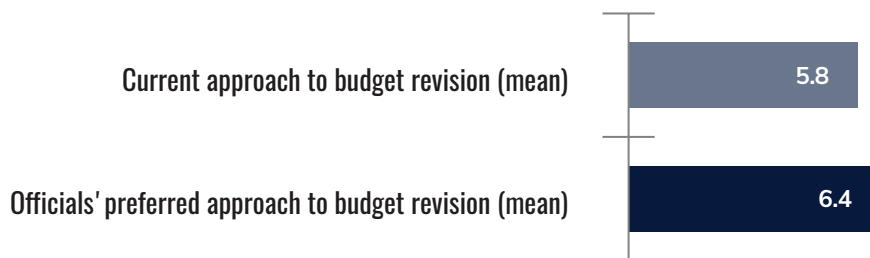 Current approach to budget revision (mean)
5.8
Officials' preferred approach to budget revision (mean)
6.4